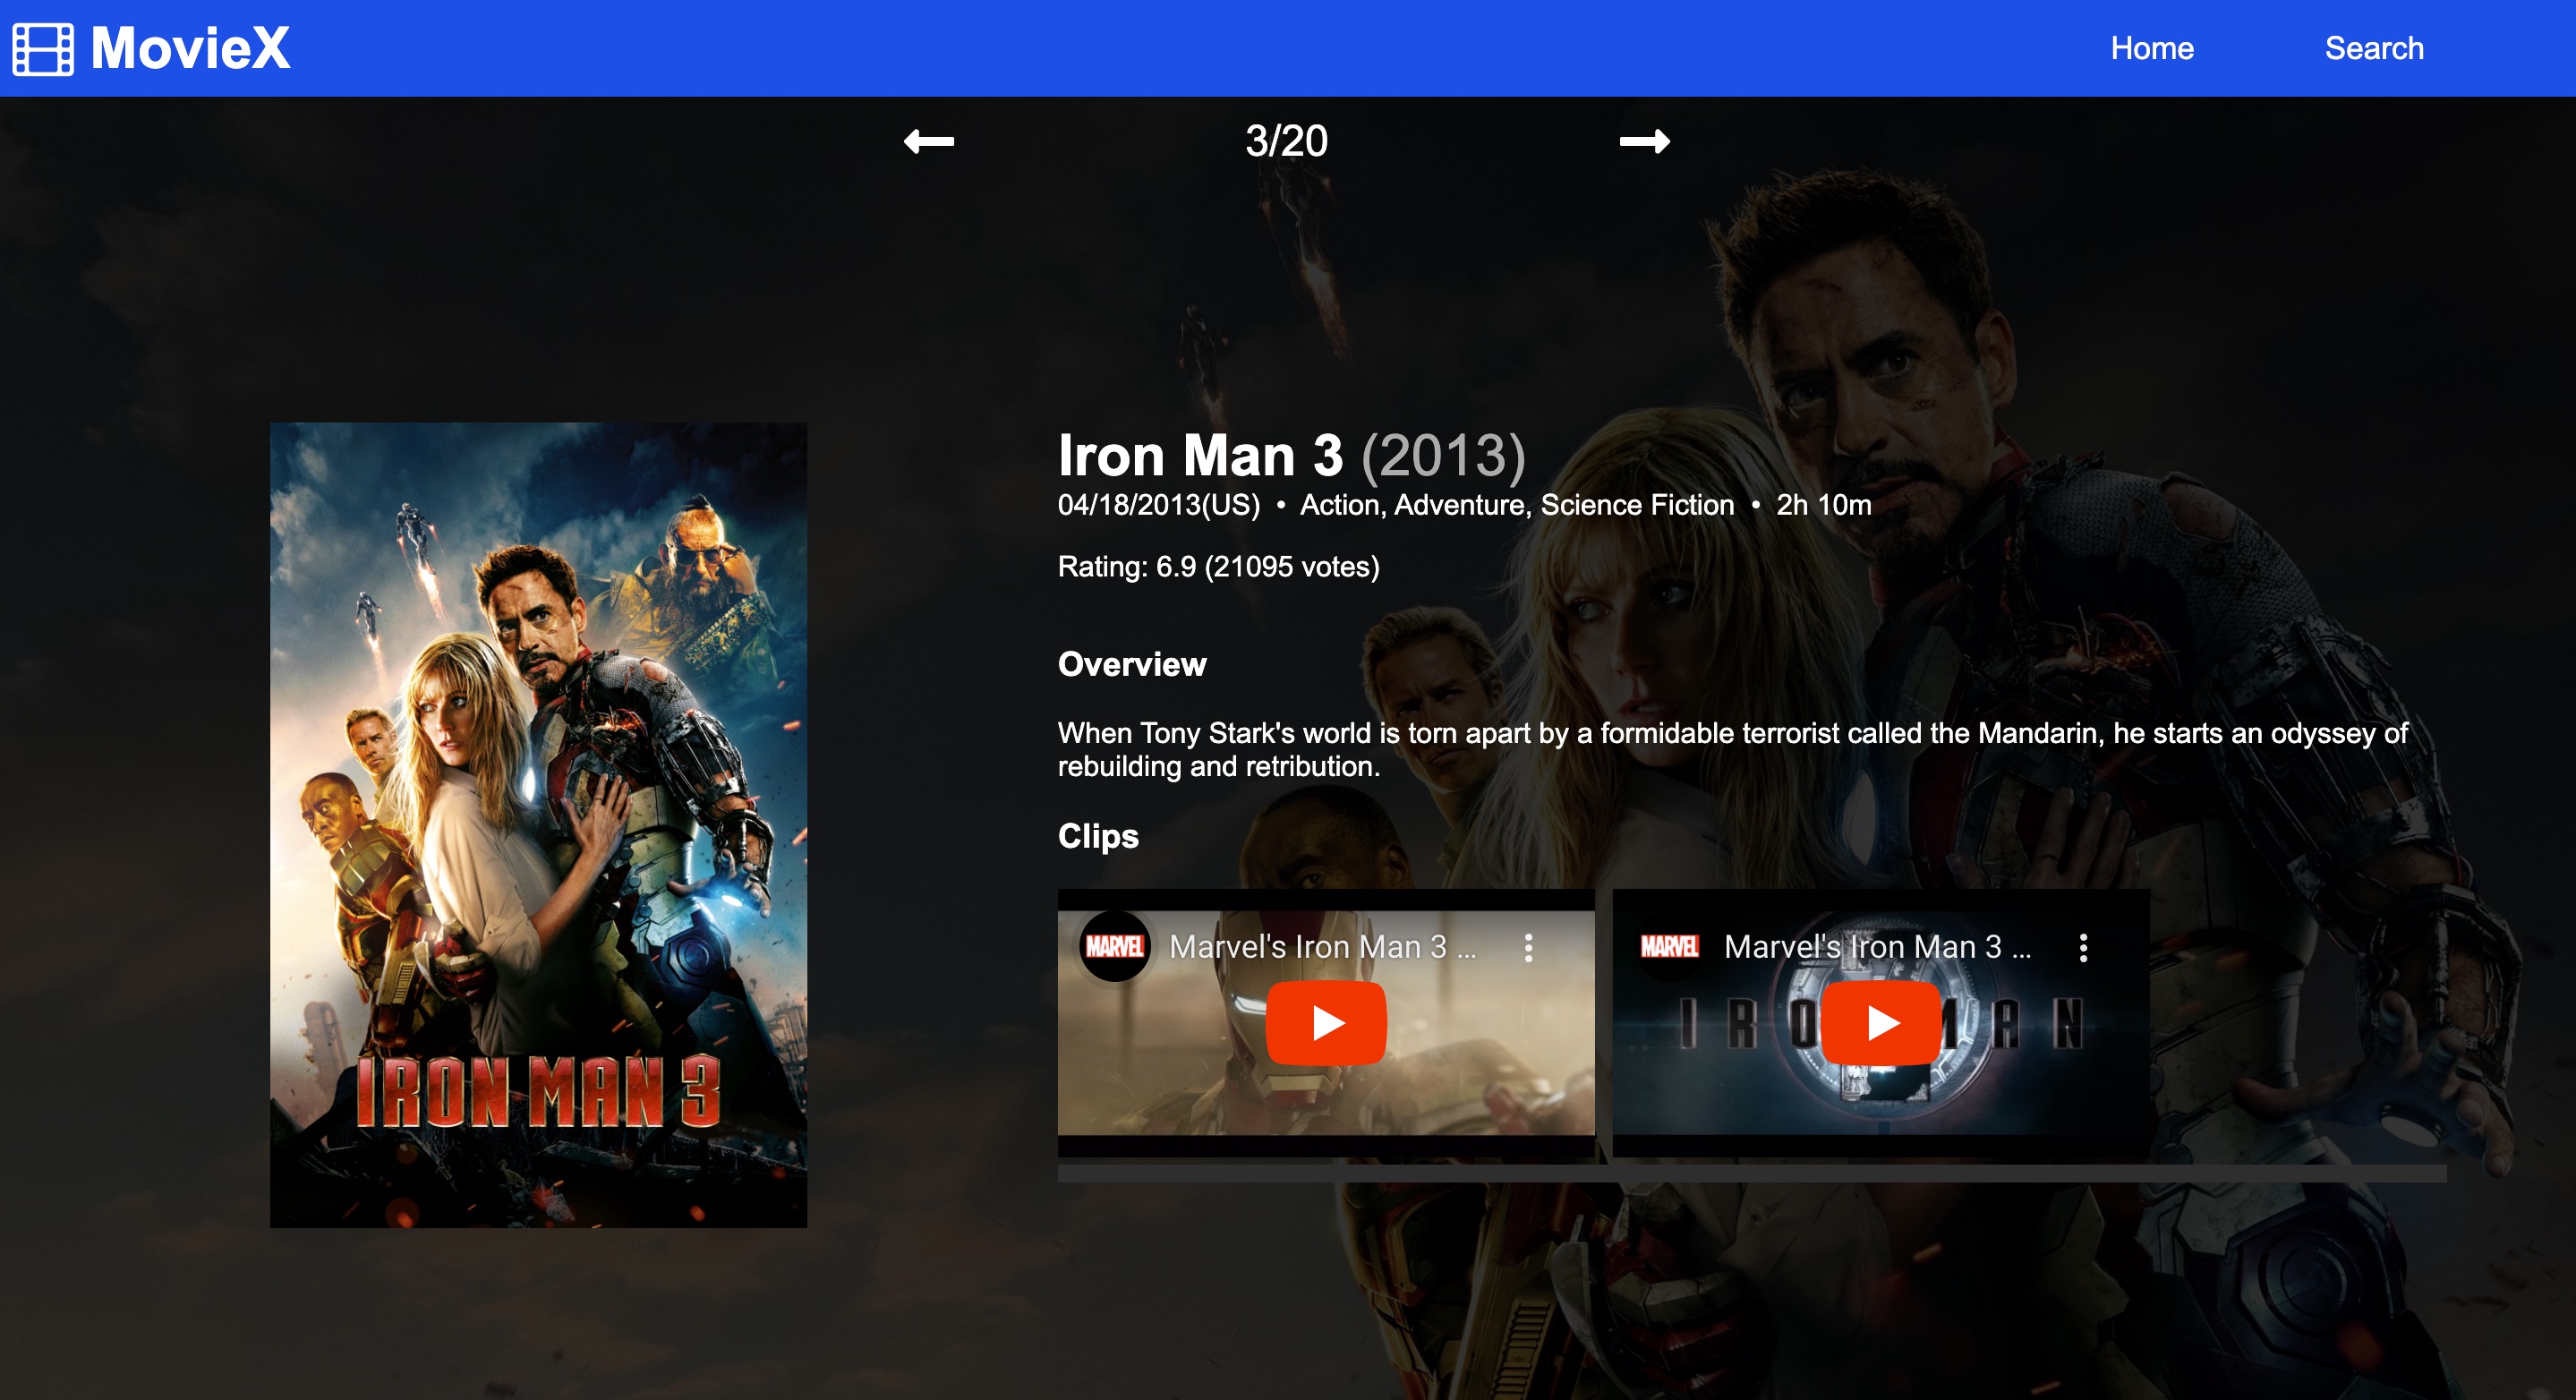 MovieX
Home
Search
3/20
Iron Man 3 (2013)
04/18/2013(US) • Action, Adventure, Science Fiction • 2h 10m
Rating: 6.9 (21095 votes)
Overview
When Tony Stark's world is torn apart by a formidable terrorist called the Mandarin, he starts an odyssey of
rebuilding and retribution.
Clips
MARVEL Marvel's Iron Man 3 ...
MARVEL Marvel's Iron Man 3 ...
IRON MAN 3